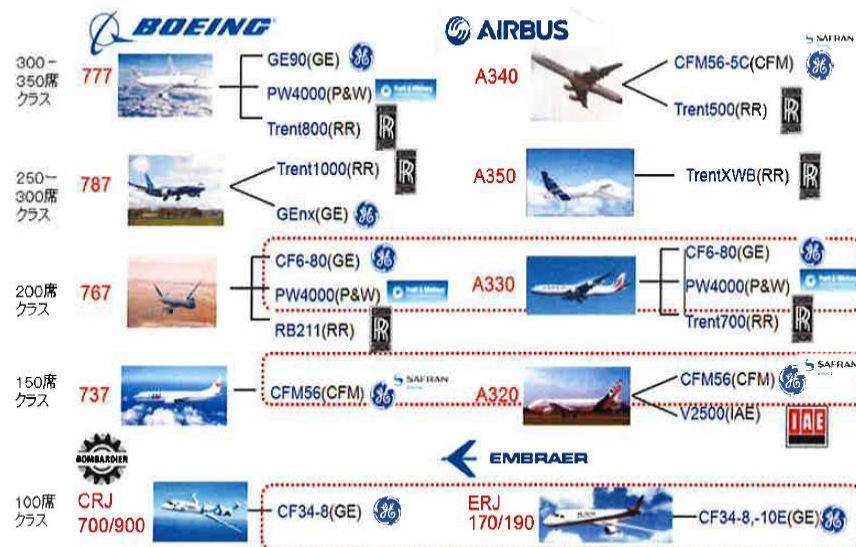 BOEING
AIRBUS
300－
350席
クラス
777
GE90(GE)
PW4000(P&W)
Trent800(RR)
A340
CFM56-5C(CFM)
SAFRAN
Trent500(RR)
250－
300席
クラス
787
Trent1000(RR)
GEnx(GE)
A350
TrentXWB(RR)
200席
クラス
767
CF6-80(GE)
PW4000(P&W)
RB211(RR)
A330
CF6-80(GE)
PW4000(P&W)
Trent700(RR)
150席
クラス
737
CFM56(CFM)
SAFRAN
A320
CFM56(CFM)
SAFRAN
V2500(IAE)
IAE
BOMBARDIER
EMBRAER
100席
クラス
CRJ
700/900
CF34-8(GE)
ERJ
170/190
CF34-8,-10E(GE)